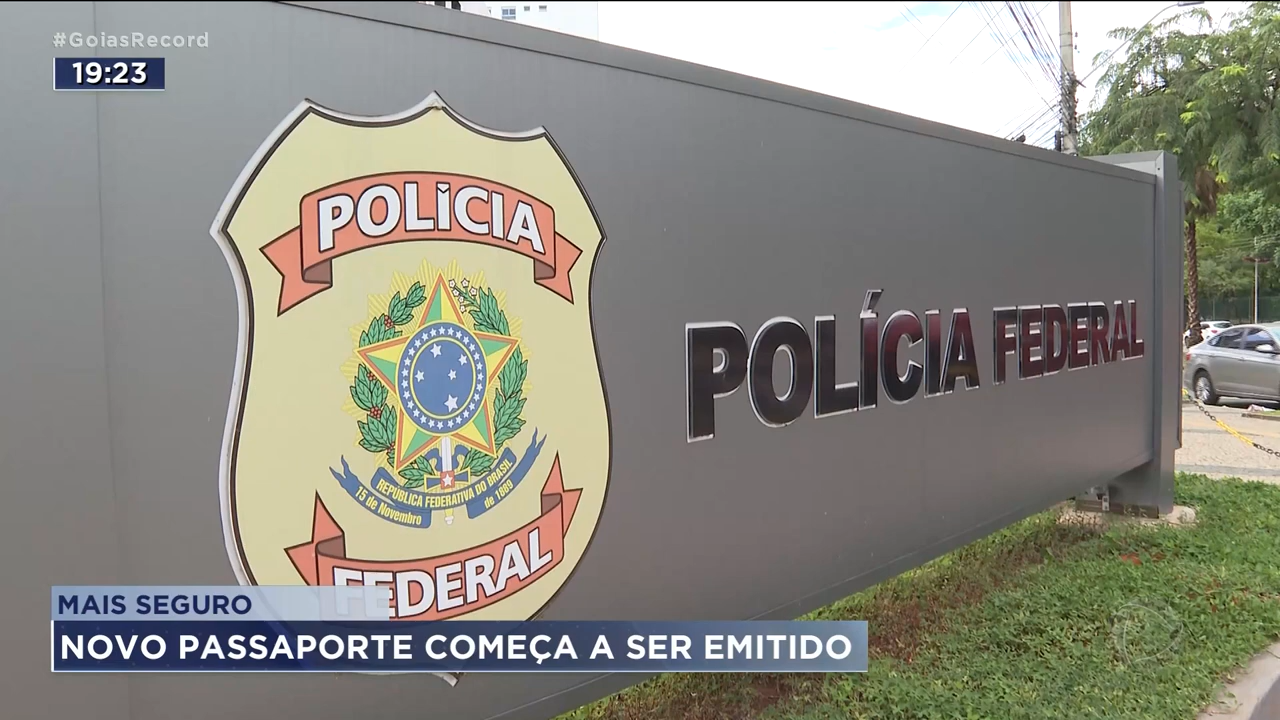 #GoiasRecord
19:23
POLÍCIA
REPÚBLICA FEDERATIVA DO BRASIL
15 de Novembro
de 1889
FEDERAL
POLÍCIA FEDERAL
MAIS SEGURO
NOVO PASSAPORTE COMEÇA A SER EMITIDO